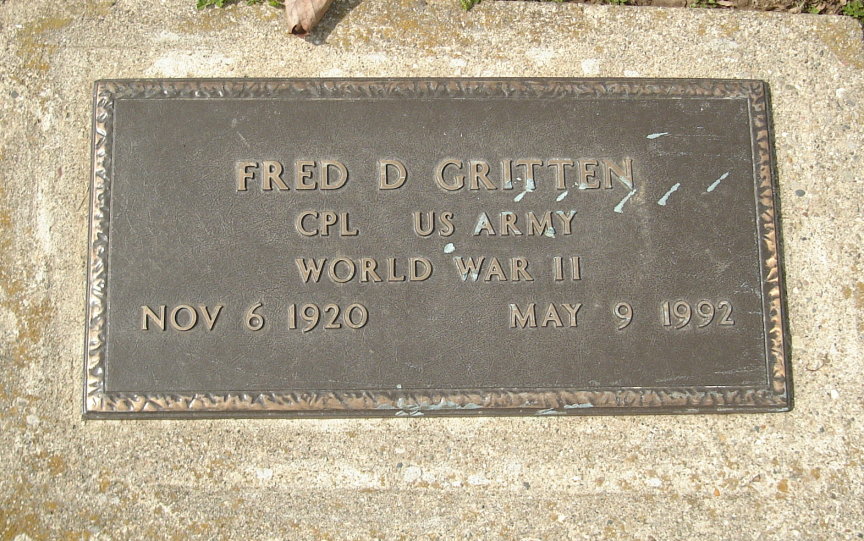 FRED D GRITTEN
CPL US ARMY
WORLD WAR II
NOV 6 1920 MAY 9 1992